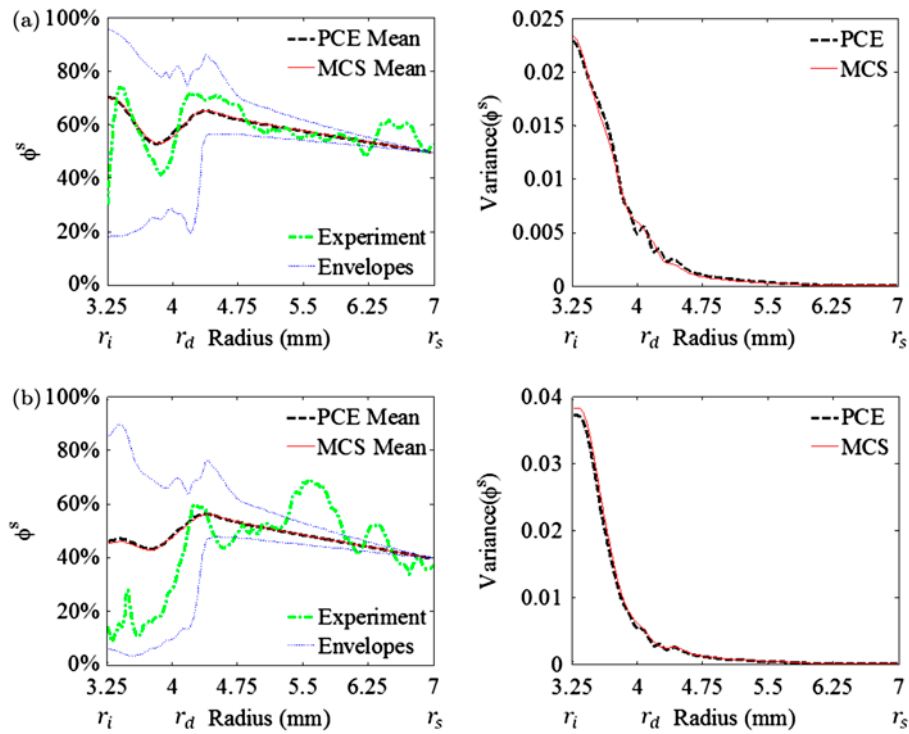 (a)
100%
80%
60%
40%
20%
0%
ϕˢ
PCE Mean
MCS Mean
Experiment
Envelopes
3.25 4 4.75 5.5 6.25 7
rᵢ r_d Radius (mm) rₛ
0.025
0.02
0.015
0.01
0.005
0
Variance(ϕˢ)
PCE
MCS
3.25 4 4.75 5.5 6.25 7
rᵢ r_d Radius (mm) rₛ
(b)
100%
80%
60%
40%
20%
0%
ϕˢ
PCE Mean
MCS Mean
Experiment
Envelopes
3.25 4 4.75 5.5 6.25 7
rᵢ r_d Radius (mm) rₛ
0.04
0.03
0.02
0.01
0
Variance(ϕˢ)
PCE
MCS
3.25 4 4.75 5.5 6.25 7
rᵢ r_d Radius (mm) rₛ